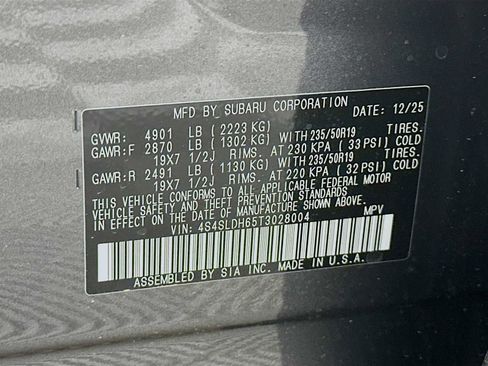 MFD BY SUBARU CORPORATION DATE: 12/25
GVWR: 4901 LB ( 2223 KG)
GAWR:F 2870 LB ( 1302 KG) WITH 235/50R19 TIRES.
19X7 1/2J RIMS. AT 230 KPA ( 33 PSI) COLD
GAWR:R 2491 LB ( 1130 KG) WITH 235/50R19 TIRES.
19X7 1/2J RIMS. AT 220 KPA ( 32 PSI) COLD
THIS VEHICLE CONFORMS TO ALL APPLICABLE FEDERAL MOTOR
VEHICLE SAFETY AND THEFT PREVENTION STANDARDS
IN EFFECT ON THE DATE OF MANUFACTURE SHOWN ABOVE.
VIN: 4S4SLDH65T3028004 MPV
ASSEMBLED BY SIA INC. MADE IN U.S.A.